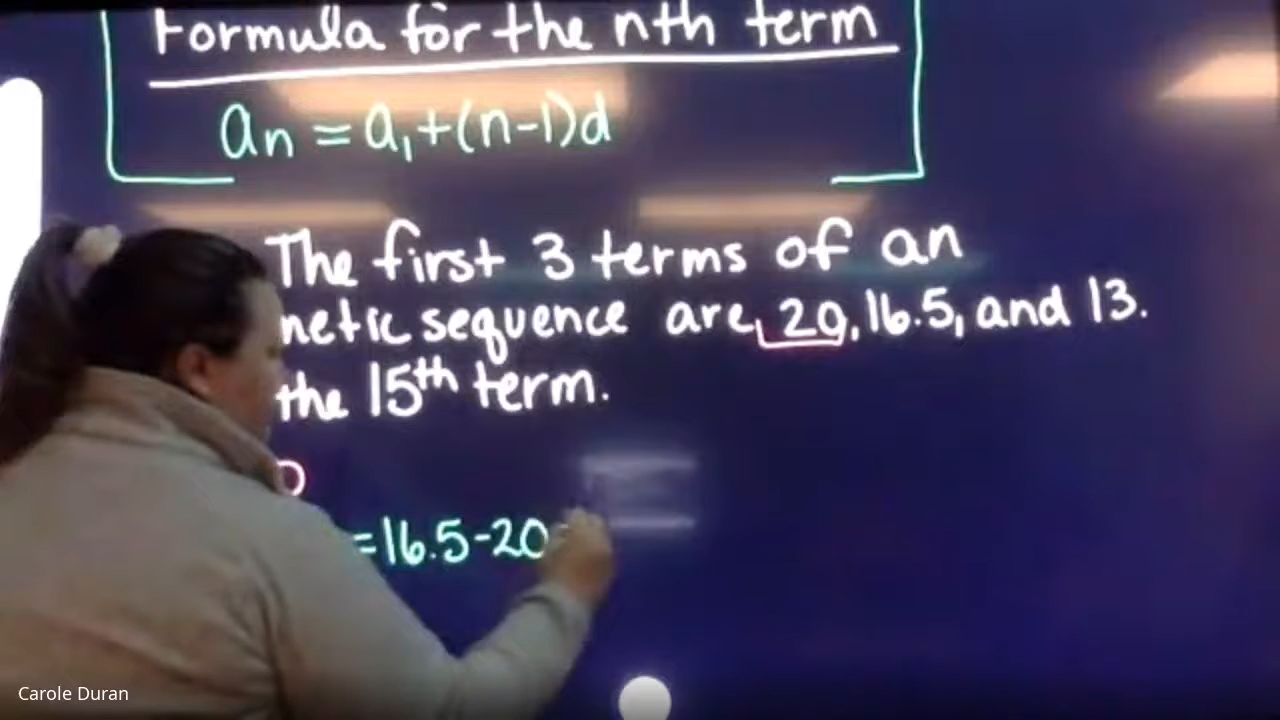 Formula for the nth term
an = a₁+(n-1)d
The first 3 terms of an
netic sequence are, 20, 16.5, and 13.
the 15th term.
0
=16.5-20
Carole Duran